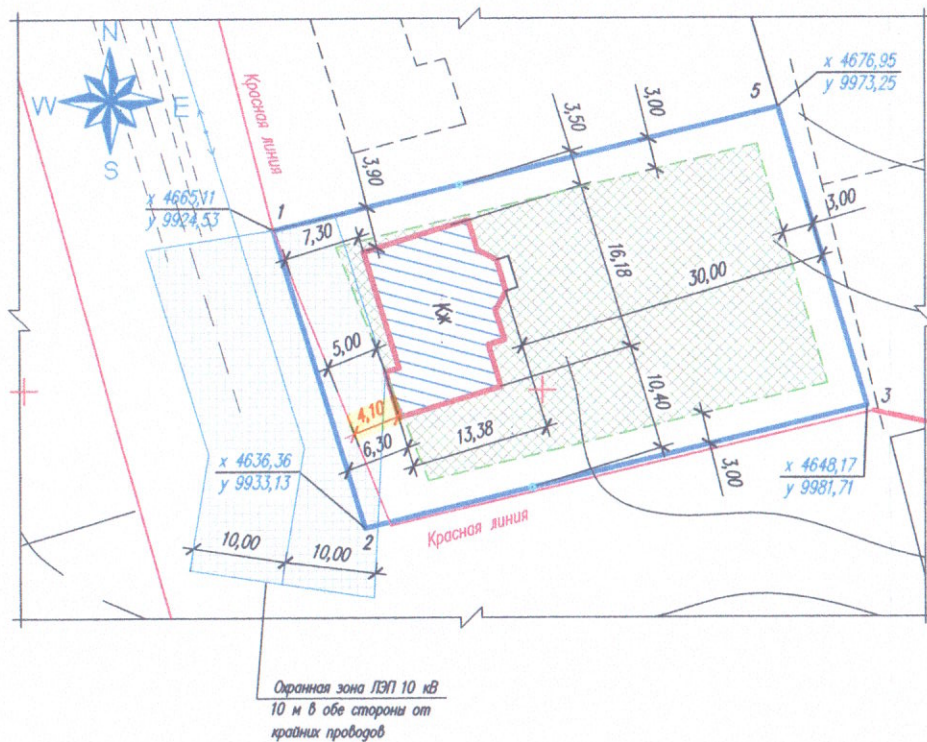 N
W
E
S
Красная линия
x 4676,95
y 9973,25
5
3,50
3,00
3,90
x 4665,11
y 9924,53
1
7,30
3,00
16,18
30,00
Кж
5,00
4,10
6,30
13,38
10,40
3,00
3
x 4636,36
y 9933,13
x 4648,17
y 9981,71
2
Красная линия
10,00
10,00
Охранная зона ЛЭП 10 кВ
10 м в обе стороны от
крайних проводов